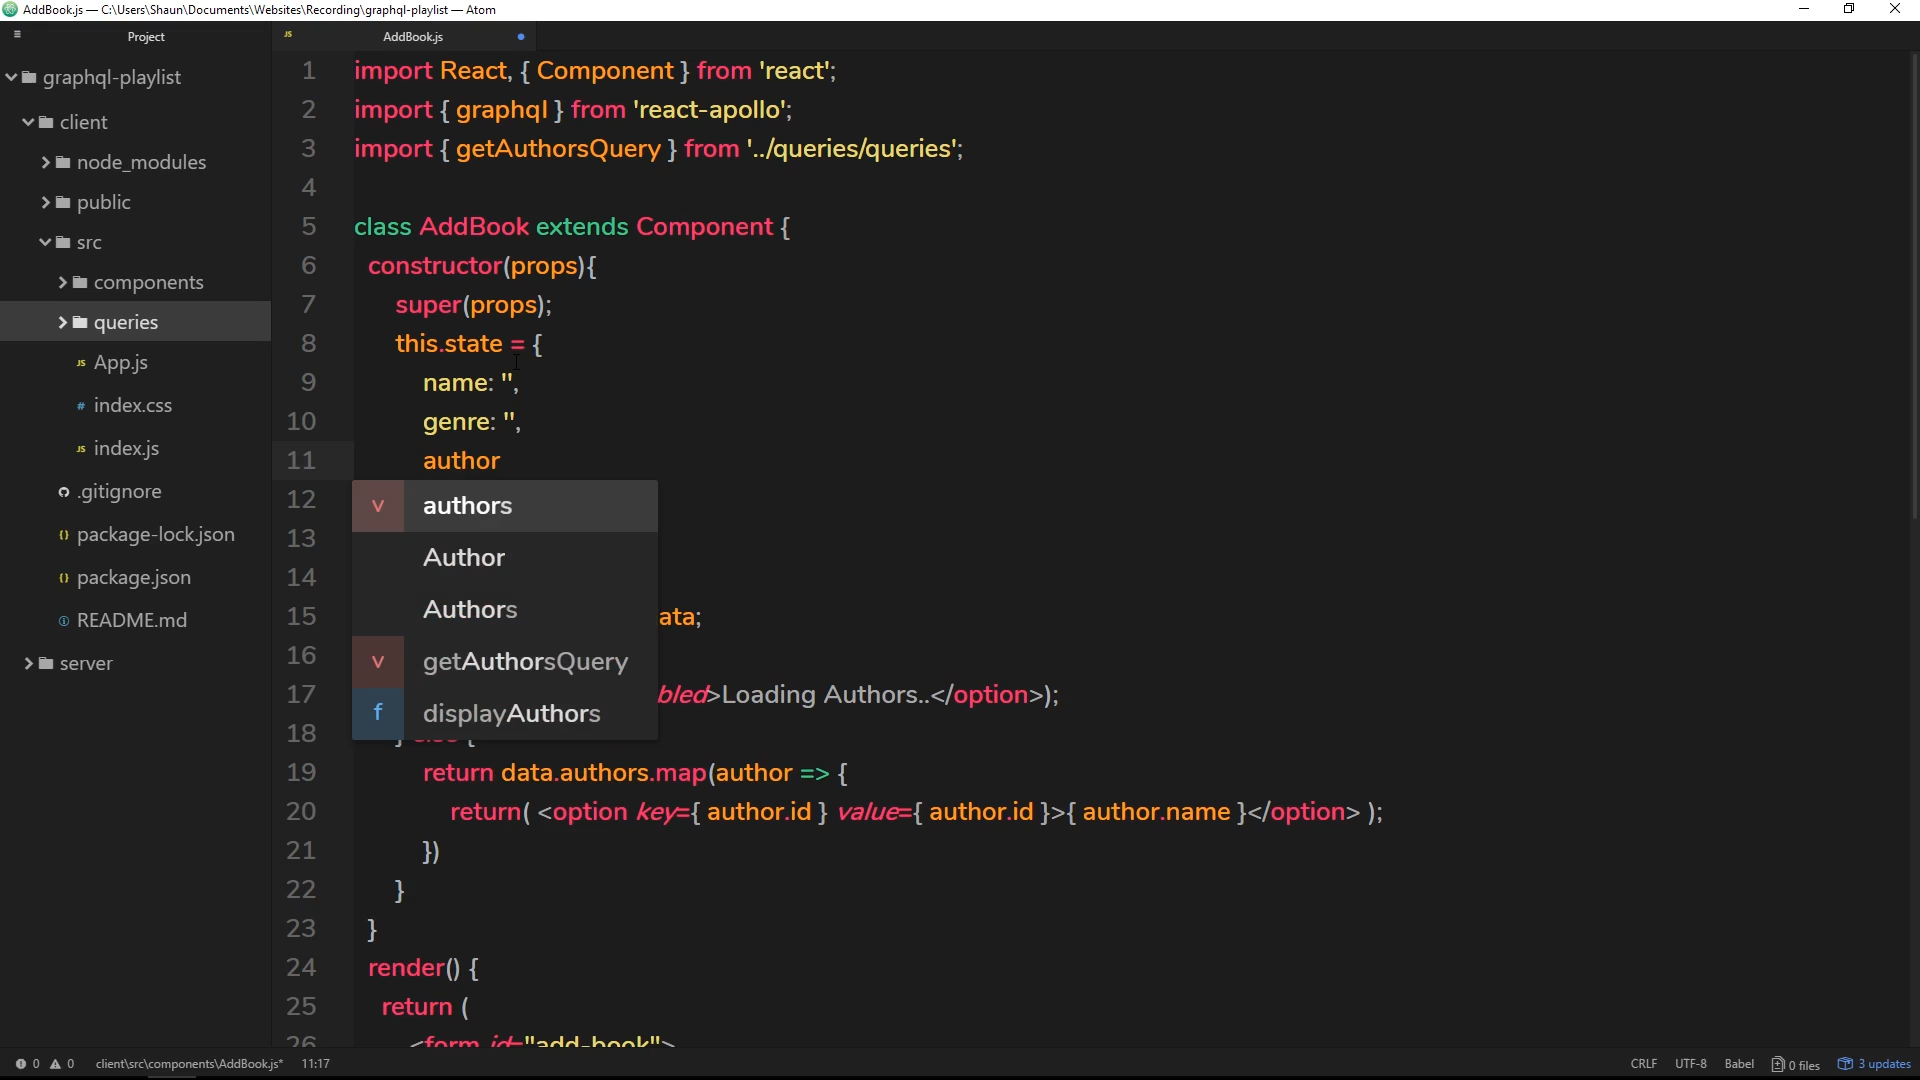 AddBook.js — C:\Users\Shaun\Documents\Websites\Recording\graphql-playlist — Atom
Project
AddBook.js
graphql-playlist
client
node_modules
public
src
components
queries
App.js
index.css
index.js
.gitignore
package-lock.json
package.json
README.md
server
1 import React, { Component } from 'react';
2 import { graphql } from 'react-apollo';
3 import { getAuthorsQuery } from '../queries/queries';
4
5 class AddBook extends Component {
6 constructor(props){
7 super(props);
8 this.state = {
9 name: '',
10 genre: '',
11 author
12 authors
13 Author
14 Authors
15 ata;
16 getAuthorsQuery
17 bled>Loading Authors..</option>);
displayAuthors
18 } else {
19 return data.authors.map(author => {
20 return( <option key={ author.id } value={ author.id }>{ author.name }</option> );
21 })
22 }
23 }
24 render() {
25 return (
26 <form id="add-book">
0 0 client\src\components\AddBook.js* 11:17 CRLF UTF-8 Babel 0 files 3 updates